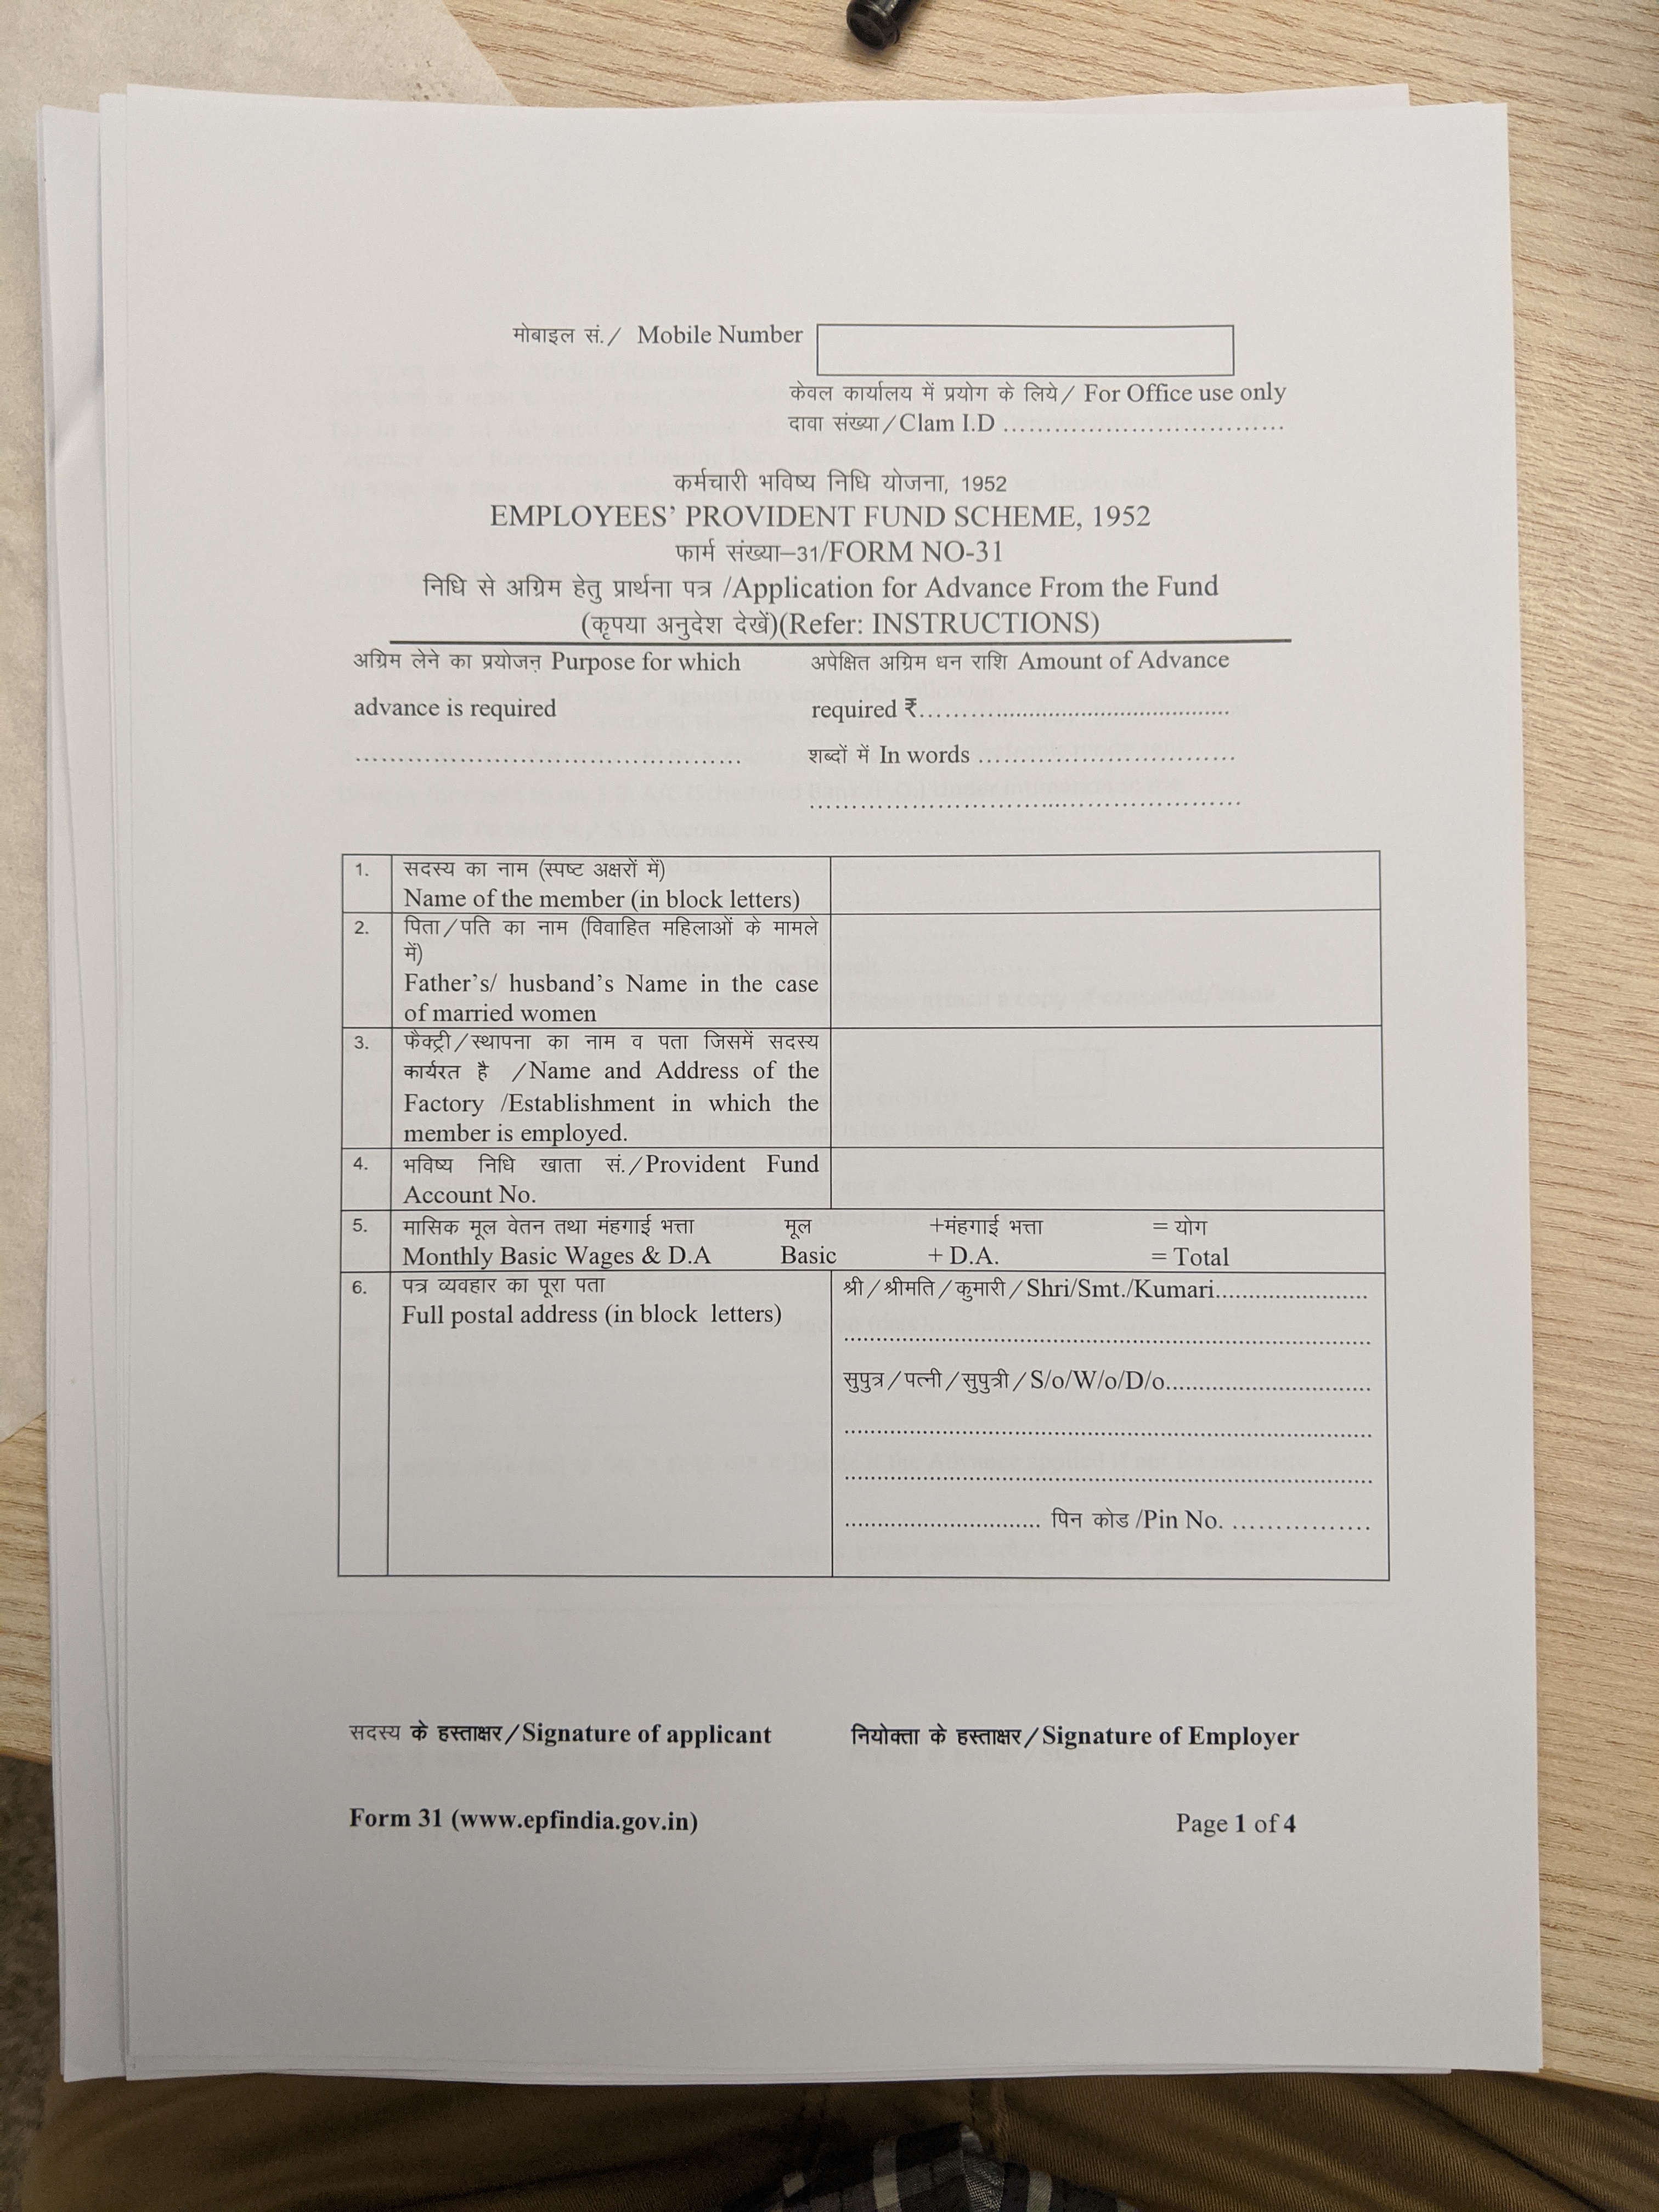 मोबाइल सं./ Mobile Number
केवल कार्यालय में प्रयोग के लिये/ For Office use only
दावा संख्या/Clam I.D ……………………………
कर्मचारी भविष्य निधि योजना, 1952
EMPLOYEES’ PROVIDENT FUND SCHEME, 1952
फार्म संख्या–31/FORM NO-31
निधि से अग्रिम हेतु प्रार्थना पत्र /Application for Advance From the Fund
(कृपया अनुदेश देखें)(Refer: INSTRUCTIONS)
अग्रिम लेने का प्रयोजन Purpose for which
advance is required
……………………………………………
अपेक्षित अग्रिम धन राशि Amount of Advance
required ₹……….............................................
शब्दों में In words ……………………………
……………………………………………
1. सदस्य का नाम (स्पष्ट अक्षरों में)
Name of the member (in block letters)
2. पिता/पति का नाम (विवाहित महिलाओं के मामले
में)
Father’s/ husband’s Name in the case
of married women
3. फैक्ट्री/स्थापना का नाम व पता जिसमें सदस्य
कार्यरत है /Name and Address of the
Factory /Establishment in which the
member is employed.
4. भविष्य निधि खाता सं./Provident Fund
Account No.
5. मासिक मूल वेतन तथा मंहगाई भत्ता मूल +मंहगाई भत्ता = योग
Monthly Basic Wages & D.A Basic + D.A. = Total
6. पत्र व्यवहार का पूरा पता
Full postal address (in block letters)
श्री/श्रीमति/कुमारी/Shri/Smt./Kumari........................
..........................................................................................
सुपुत्र/पत्नी/सुपुत्री/S/o/W/o/D/o................................
..........................................................................................
..........................................................................................
................................. पिन कोड /Pin No. ………………
सदस्य के हस्ताक्षर/Signature of applicant नियोक्ता के हस्ताक्षर/Signature of Employer
Form 31 (www.epfindia.gov.in) Page 1 of 4